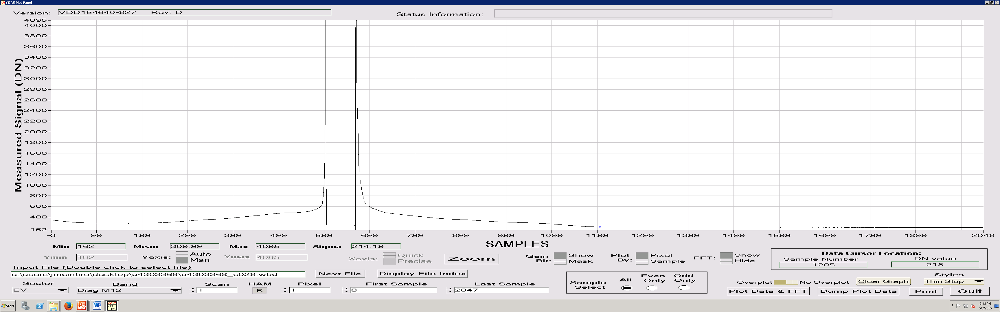 VIIRS Plot Panel
Version: VDD154640-827 Rev: D
Status Information:
Measured Signal (DN)
4095-
4000-
3800-
3600-
3400-
3200-
3000-
2800-
2600-
2400-
2200-
2000-
1800-
1600-
1400-
1200-
1000-
800-
600-
400-
162-
-0 99 199 299 399 499 599 699 799 899 999 1099 1199 1299 1399 1499 1599 1699 1799 1899 2048
SAMPLES
Min 162 Mean 309.99 Max 4095 Sigma 214.19
Ymin 162 Yaxis: Auto Man Ymax 4095 Xaxis: Quick Precise Zoom
Gain Bit: Show Mask Plot By: Pixel Sample FFT: Show Hide
Data Cursor Location:
Sample Number DN value
1205 215
Input File (Double click to select file)
c:\users\jmcintire\desktop\u4303368\u4303368_c028.wbd Next File Display File Index
Sector Band Scan HAM Pixel First Sample Last Sample
EV Diag M12 1 B 1 0 2047
Sample Select All Even Only Odd Only
Styles
Overplot No Overplot Clear Graph Thin Step
Plot Data & FFT Dump Plot Data Print Quit
Start
viirs psd
2:43 PM
5/7/2015